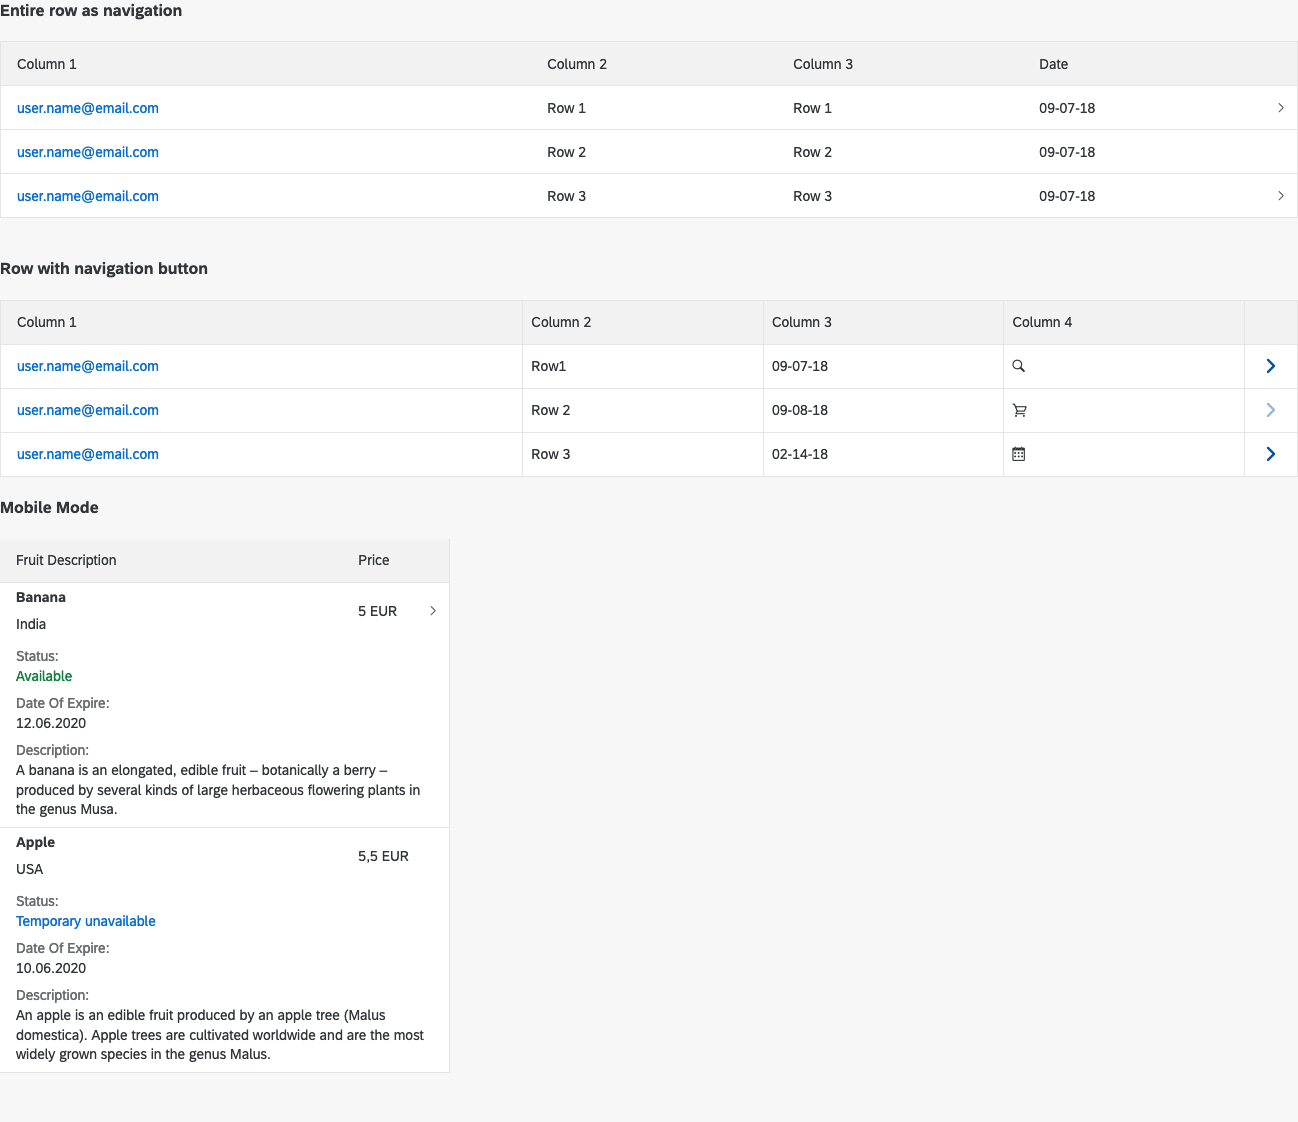 Entire row as navigation
Column 1 Column 2 Column 3 Date
user.name@email.com Row 1 Row 1 09-07-18
user.name@email.com Row 2 Row 2 09-07-18
user.name@email.com Row 3 Row 3 09-07-18
Row with navigation button
Column 1 Column 2 Column 3 Column 4
user.name@email.com Row1 09-07-18
user.name@email.com Row 2 09-08-18
user.name@email.com Row 3 02-14-18
Mobile Mode
Fruit Description Price
Banana
5 EUR
India
Status:
Available
Date Of Expire:
12.06.2020
Description:
A banana is an elongated, edible fruit – botanically a berry –
produced by several kinds of large herbaceous flowering plants in
the genus Musa.
Apple
5,5 EUR
USA
Status:
Temporary unavailable
Date Of Expire:
10.06.2020
Description:
An apple is an edible fruit produced by an apple tree (Malus
domestica). Apple trees are cultivated worldwide and are the most
widely grown species in the genus Malus.